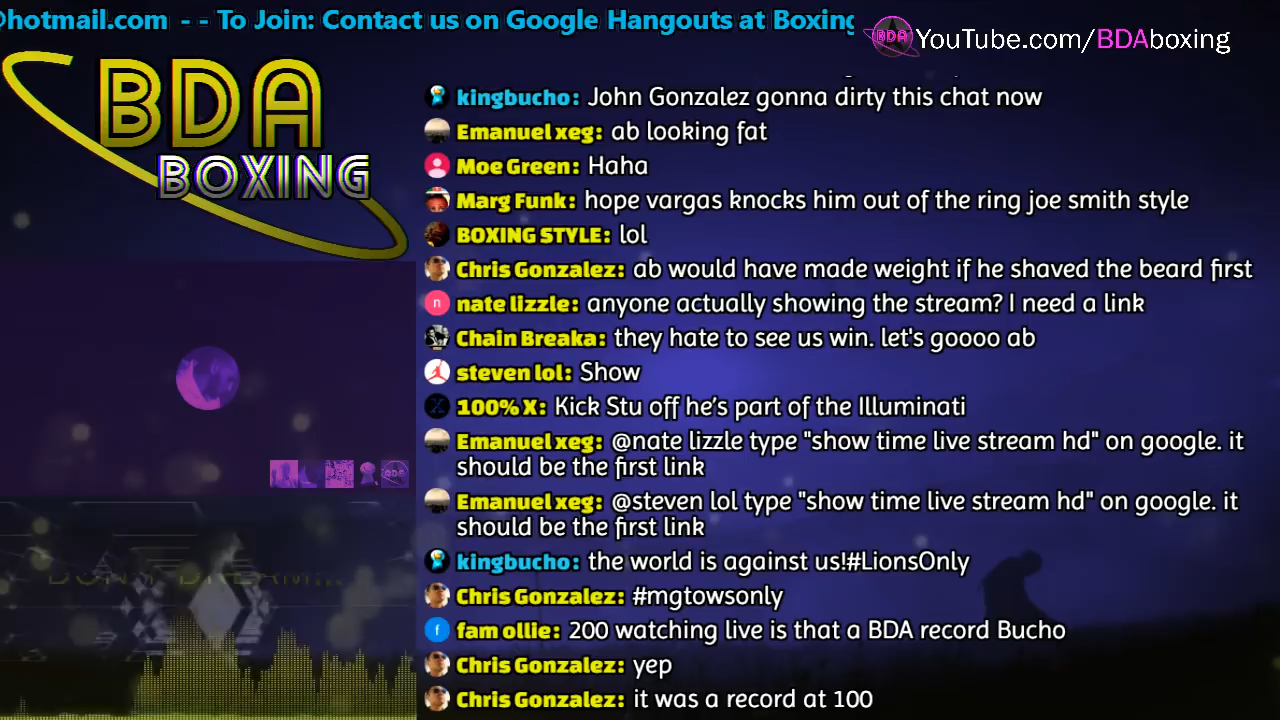 @hotmail.com - - To Join: Contact us on Google Hangouts at Boxing
BDA
YouTube.com/BDAboxing
BDA
BOXING
kingbucho: John Gonzalez gonna dirty this chat now
Emanuel xeg: ab looking fat
Moe Green: Haha
Marg Funk: hope vargas knocks him out of the ring joe smith style
BOXING STYLE: lol
Chris Gonzalez: ab would have made weight if he shaved the beard first
n
nate lizzle: anyone actually showing the stream? I need a link
Chain Breaka: they hate to see us win. let's goooo ab
steven lol: Show
100% X: Kick Stu off he's part of the Illuminati
Emanuel xeg: @nate lizzle type "show time live stream hd" on google. it
should be the first link
Emanuel xeg: @steven lol type "show time live stream hd" on google. it
should be the first link
kingbucho: the world is against us!#LionsOnly
Chris Gonzalez: #mgtowsonly
f
fam ollie: 200 watching live is that a BDA record Bucho
Chris Gonzalez: yep
Chris Gonzalez: it was a record at 100
BDA